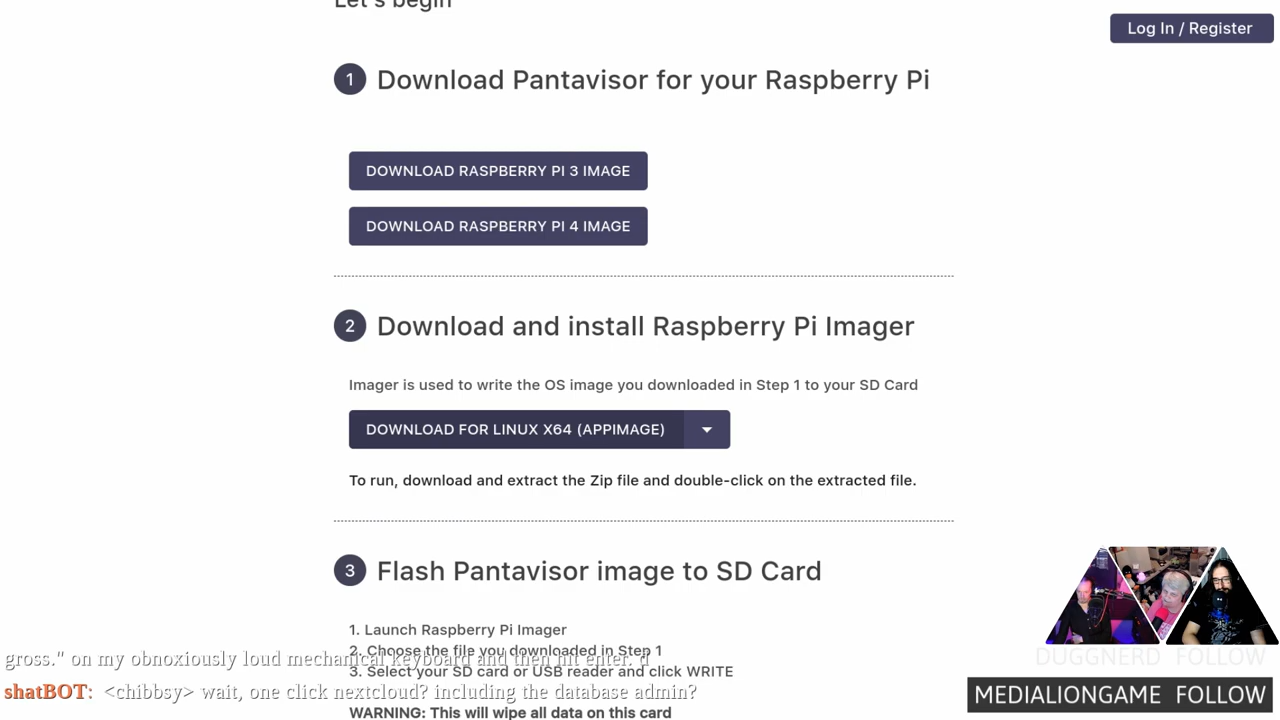 Let's begin
Log In / Register
1 Download Pantavisor for your Raspberry Pi
DOWNLOAD RASPBERRY PI 3 IMAGE
DOWNLOAD RASPBERRY PI 4 IMAGE
2 Download and install Raspberry Pi Imager
Imager is used to write the OS image you downloaded in Step 1 to your SD Card
DOWNLOAD FOR LINUX X64 (APPIMAGE)
To run, download and extract the Zip file and double-click on the extracted file.
3 Flash Pantavisor image to SD Card
1. Launch Raspberry Pi Imager
2. Choose the file you downloaded in Step 1
gross." on my obnoxiously loud mechanical keyboard and then hit enter. d
3. Select your SD card or USB reader and click WRITE
shatBOT: <chibbsy> wait, one click nextcloud? including the database admin?
WARNING: This will wipe all data on this card
DUGGNERD FOLLOW
MEDIALIONGAME FOLLOW